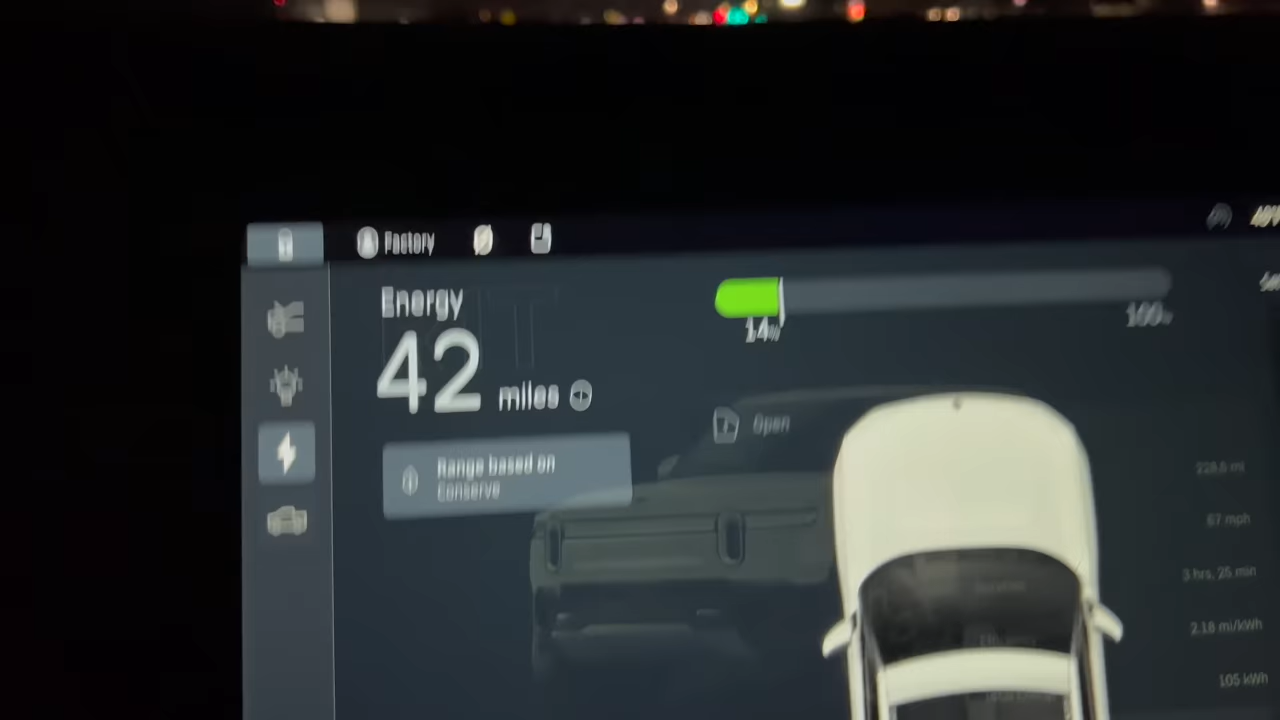 Factory
Energy
42 miles
14%
100%
Range based on
Conserve
Open
228.6 mi
67 mph
3 hrs, 25 min
2.18 mi/kWh
105 kWh